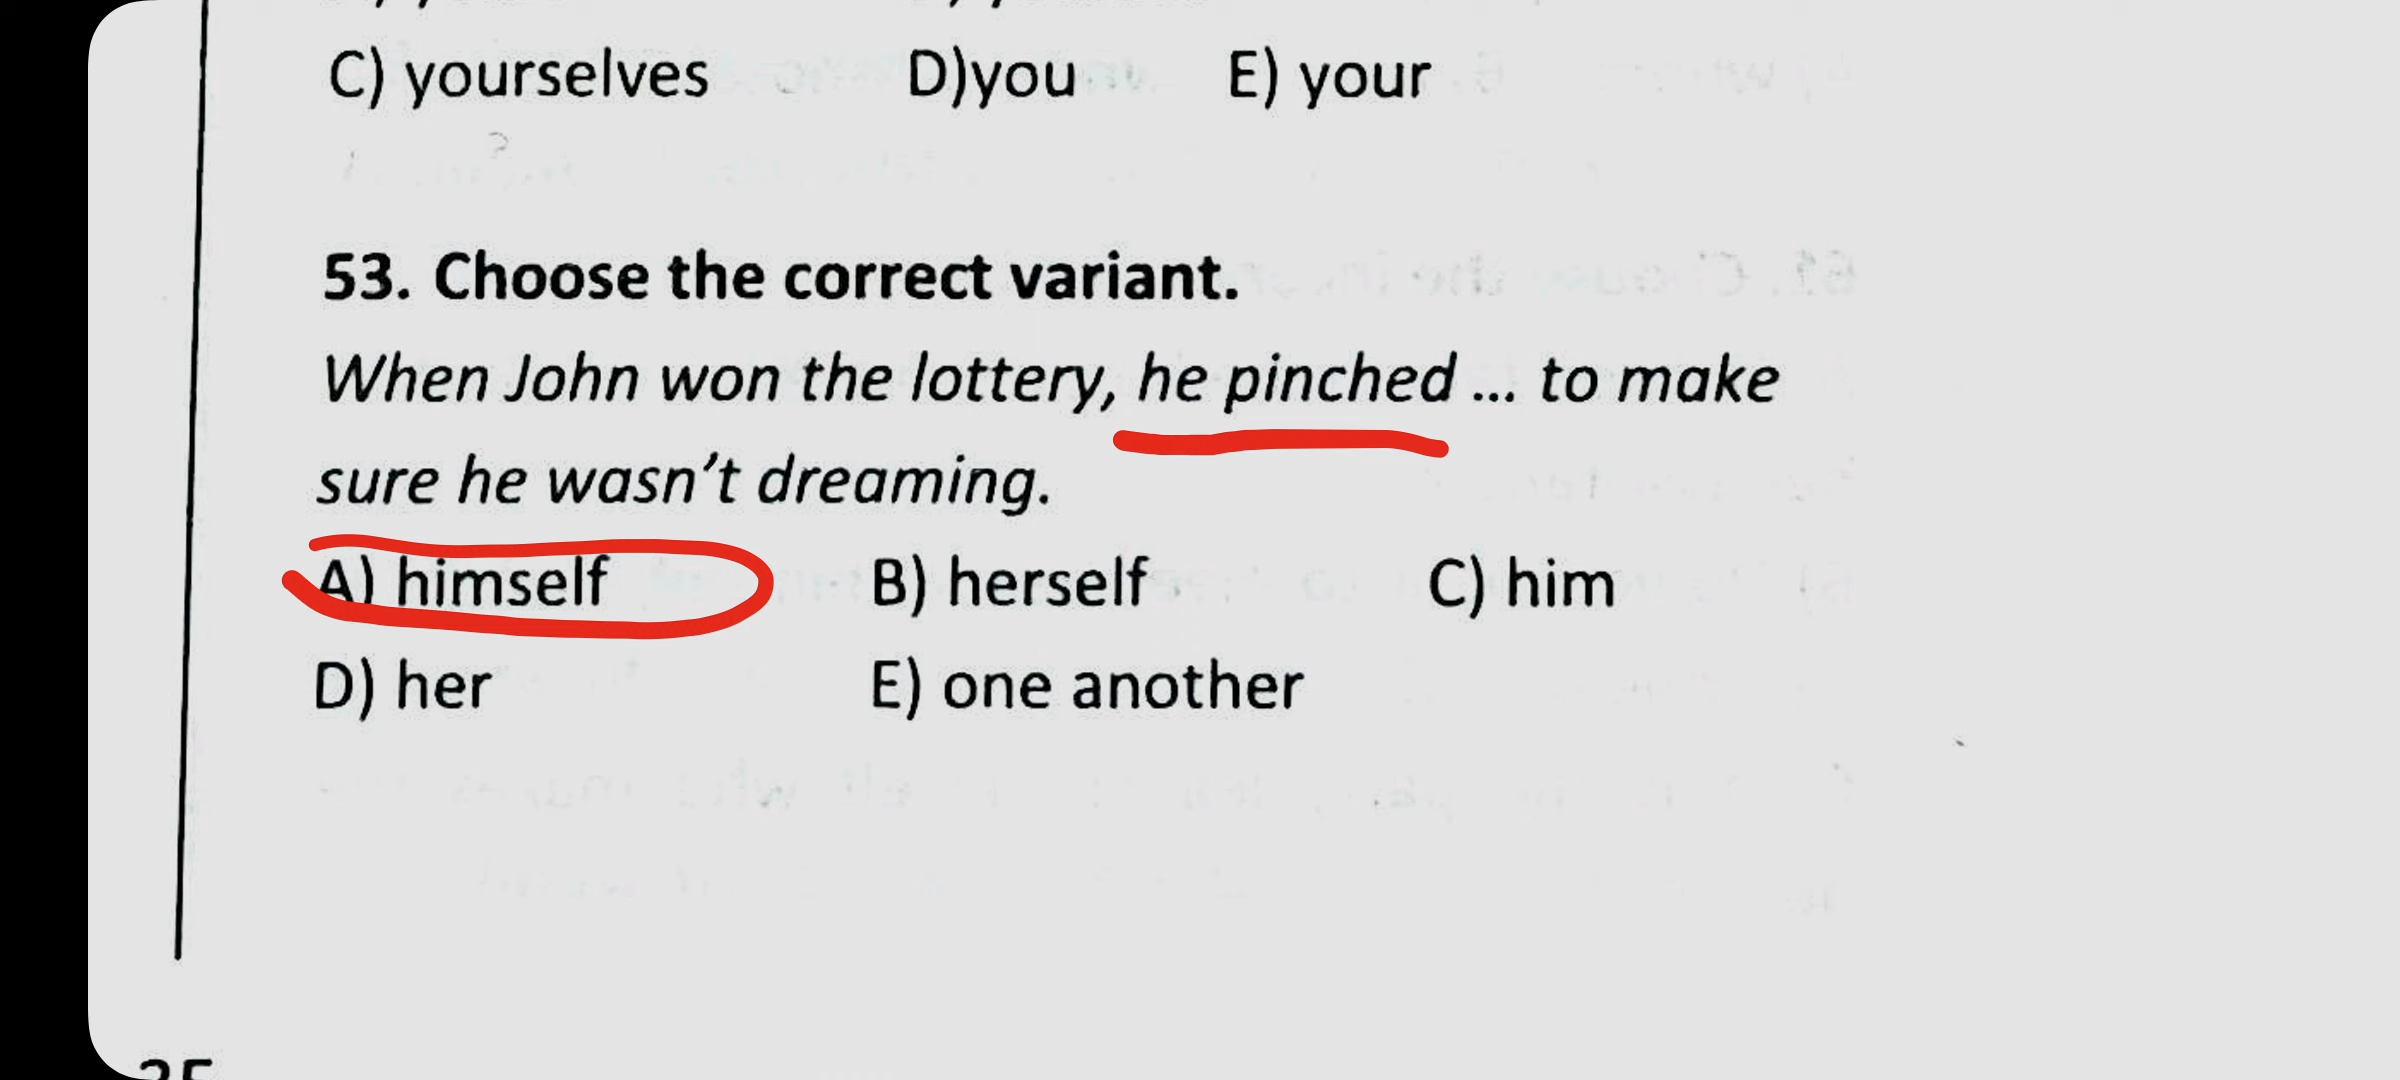 C) yourselves D)you E) your
53. Choose the correct variant.
When John won the lottery, he pinched ... to make
sure he wasn't dreaming.
A) himself B) herself C) him
D) her E) one another